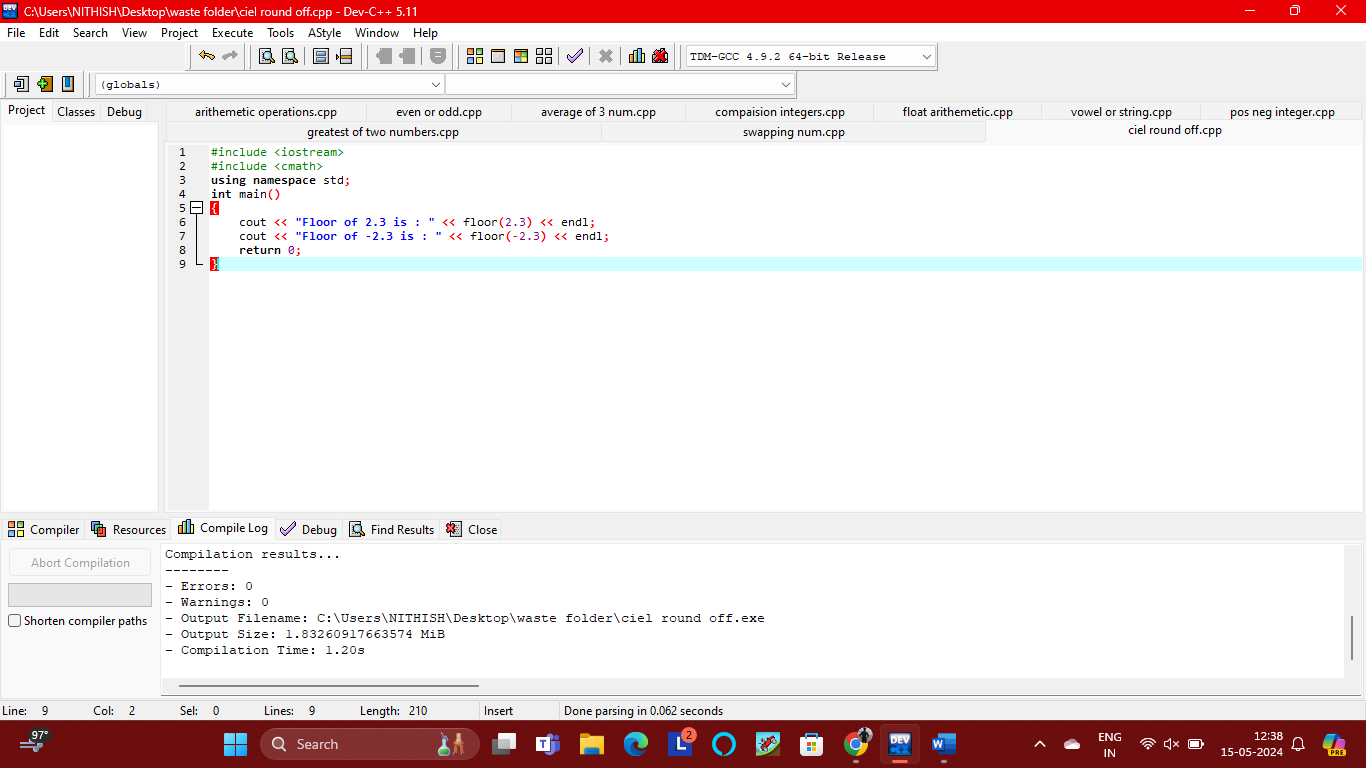 C:\Users\NITHISH\Desktop\waste folder\ciel round off.cpp - Dev-C++ 5.11
File Edit Search View Project Execute Tools AStyle Window Help
TDM-GCC 4.9.2 64-bit Release
(globals)
Project Classes Debug
arithemetic operations.cpp even or odd.cpp average of 3 num.cpp compaision integers.cpp float arithemetic.cpp vowel or string.cpp pos neg integer.cpp
greatest of two numbers.cpp swapping num.cpp ciel round off.cpp
1 #include <iostream>
2 #include <cmath>
3 using namespace std;
4 int main()
5 {
6 cout << "Floor of 2.3 is : " << floor(2.3) << endl;
7 cout << "Floor of -2.3 is : " << floor(-2.3) << endl;
8 return 0;
9 }
Compiler Resources Compile Log Debug Find Results Close
Abort Compilation
Shorten compiler paths
Compilation results...
--------
- Errors: 0
- Warnings: 0
- Output Filename: C:\Users\NITHISH\Desktop\waste folder\ciel round off.exe
- Output Size: 1.83260917663574 MiB
- Compilation Time: 1.20s
Line: 9 Col: 2 Sel: 0 Lines: 9 Length: 210 Insert Done parsing in 0.062 seconds
97°
Search
2
DEV
ENG
IN
12:38
15-05-2024
PRE